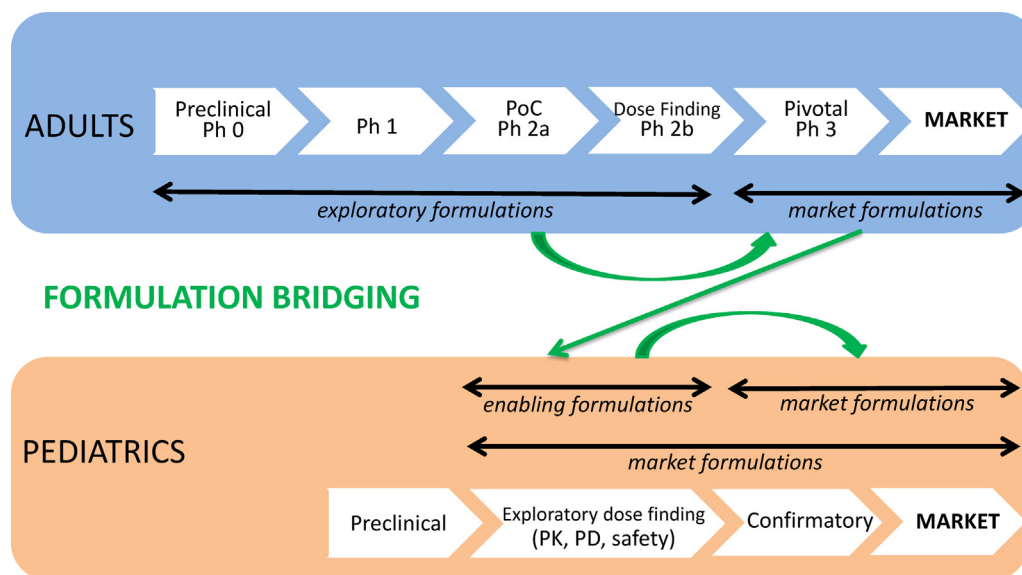 ADULTS
Preclinical
Ph 0
Ph 1
PoC
Ph 2a
Dose Finding
Ph 2b
Pivotal
Ph 3
MARKET
exploratory formulations
market formulations
FORMULATION BRIDGING
PEDIATRICS
enabling formulations
market formulations
market formulations
Preclinical
Exploratory dose finding
(PK, PD, safety)
Confirmatory
MARKET